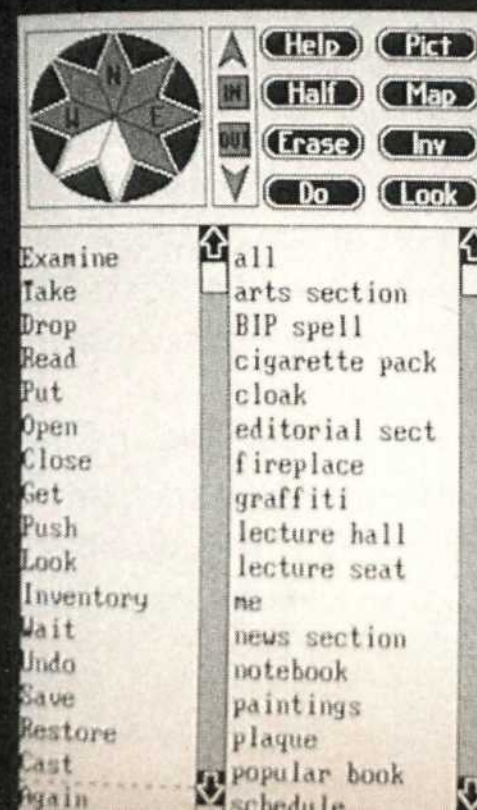 N
W E
IN
OUT
Help Pict
Half Map
Erase Inv
Do Look
Examine
Take
Drop
Read
Put
Open
Close
Get
Push
Look
Inventory
Wait
Undo
Save
Restore
Cast
Again
all
arts section
BIP spell
cigarette pack
cloak
editorial sect
fireplace
graffiti
lecture hall
lecture seat
me
news section
notebook
paintings
plaque
popular book
schedule